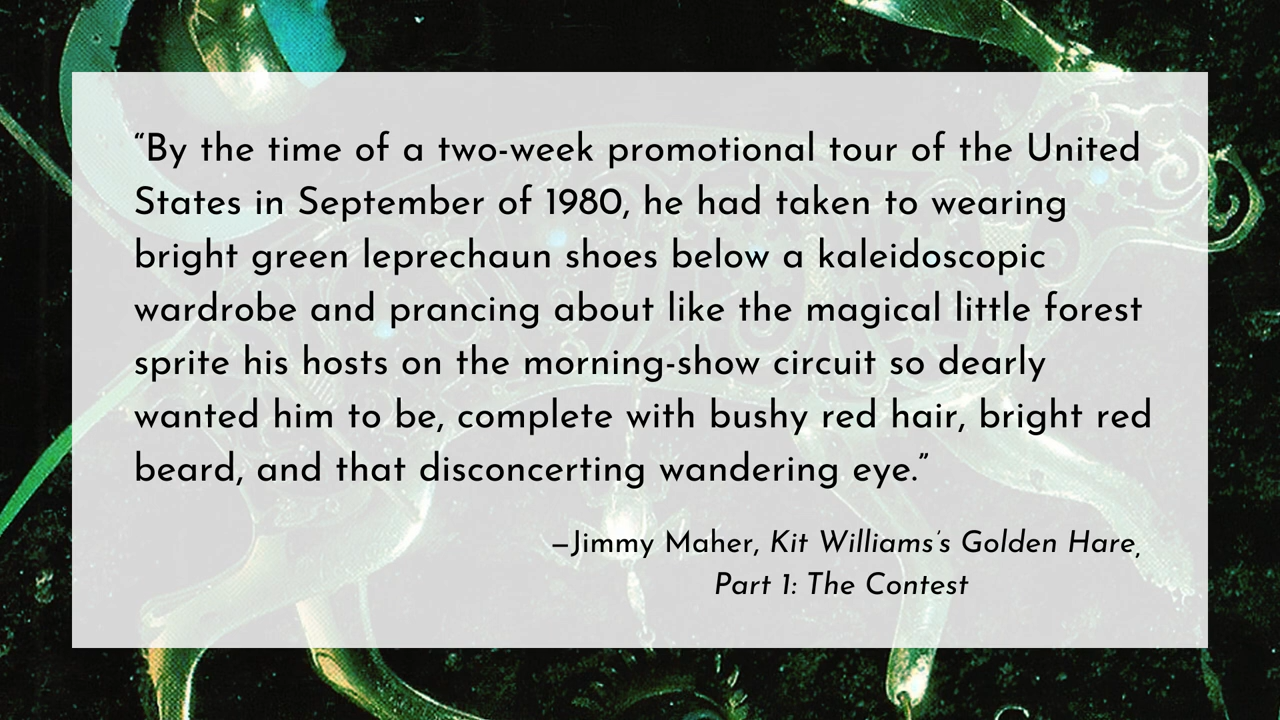 “By the time of a two-week promotional tour of the United
States in September of 1980, he had taken to wearing
bright green leprechaun shoes below a kaleidoscopic
wardrobe and prancing about like the magical little forest
sprite his hosts on the morning-show circuit so dearly
wanted him to be, complete with bushy red hair, bright red
beard, and that disconcerting wandering eye.”
–Jimmy Maher, Kit Williams’s Golden Hare,
Part 1: The Contest